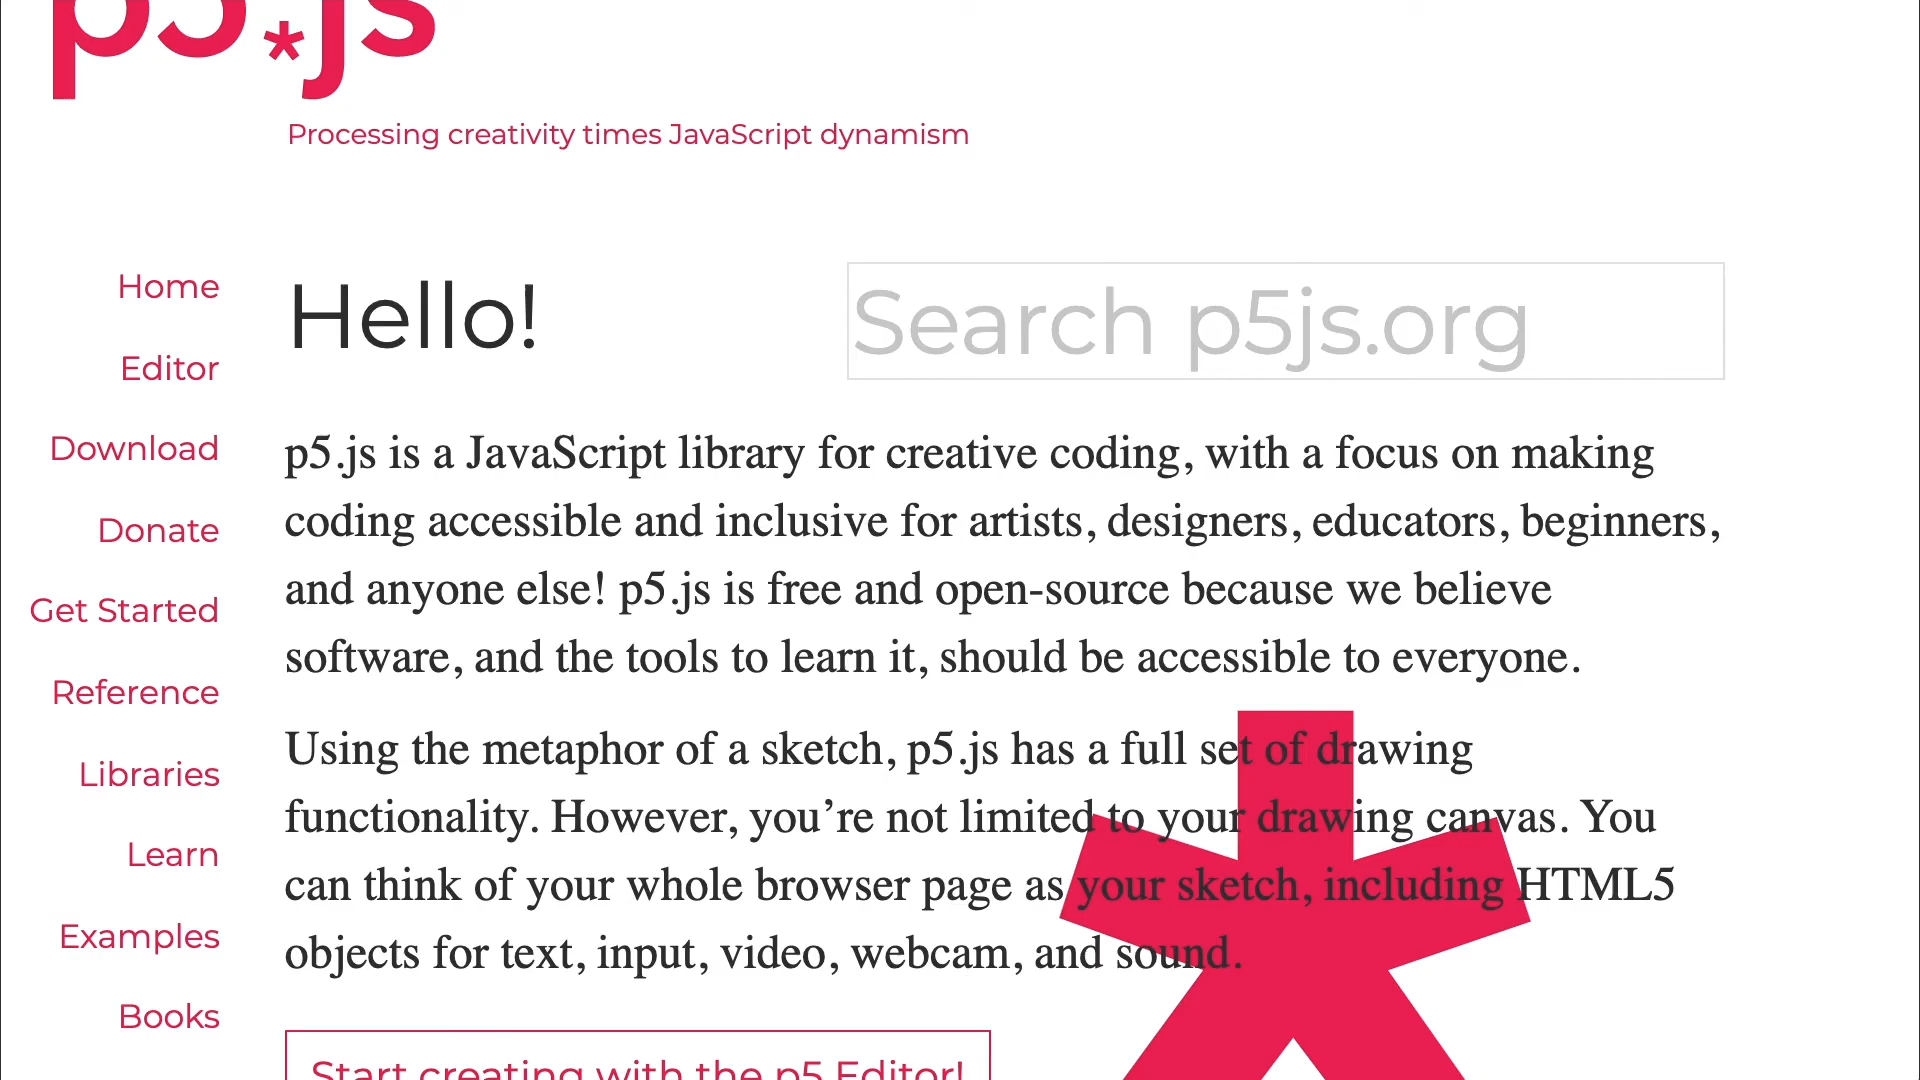 p5.js
Processing creativity times JavaScript dynamism
Home
Editor
Download
Donate
Get Started
Reference
Libraries
Learn
Examples
Books
Hello!
Search p5js.org
p5.js is a JavaScript library for creative coding, with a focus on making
coding accessible and inclusive for artists, designers, educators, beginners,
and anyone else! p5.js is free and open-source because we believe
software, and the tools to learn it, should be accessible to everyone.
Using the metaphor of a sketch, p5.js has a full set of drawing
functionality. However, you’re not limited to your drawing canvas. You
can think of your whole browser page as your sketch, including HTML5
objects for text, input, video, webcam, and sound.
Start creating with the p5 Editor!